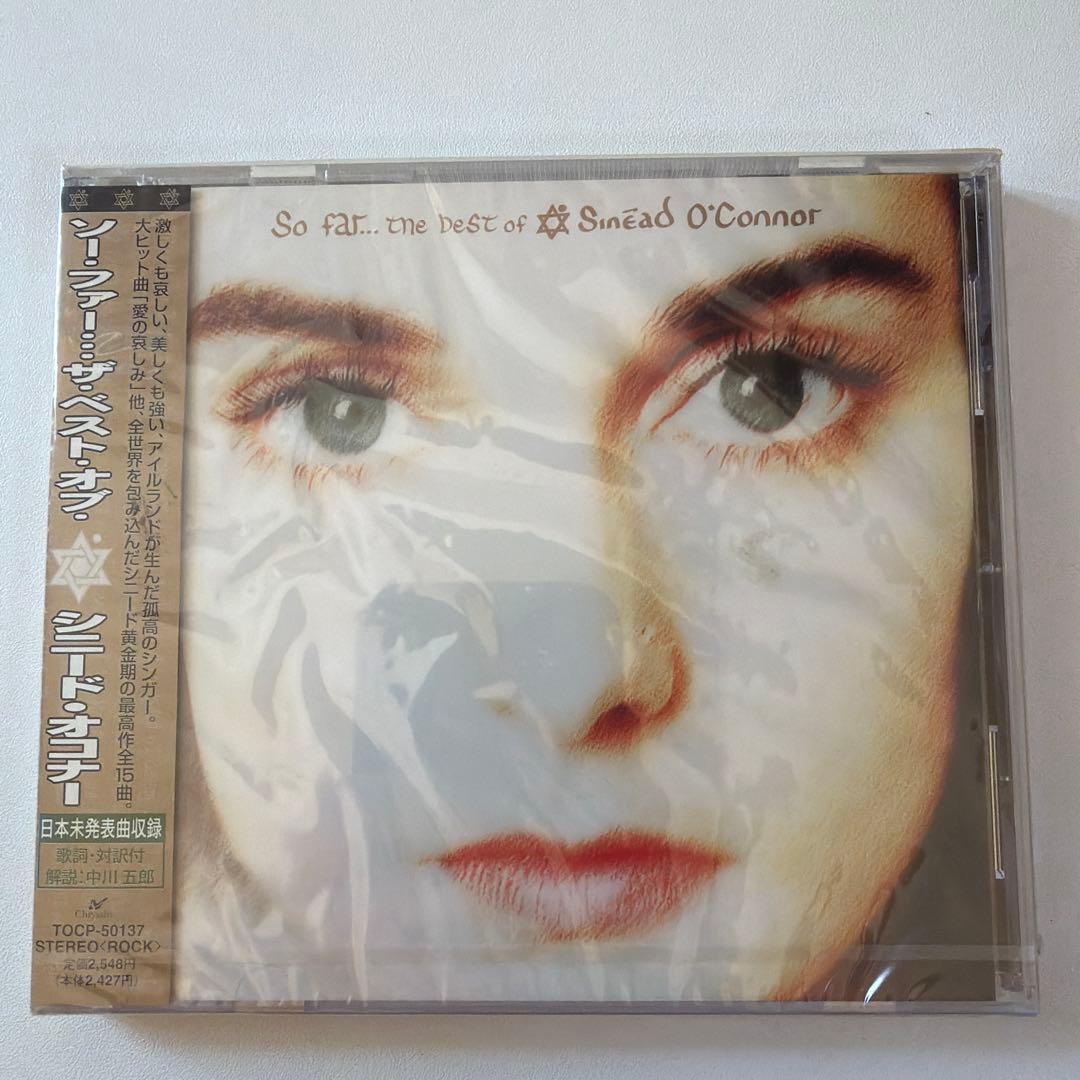 So far... the best of Sinéad O'Connor
ソー・ファー……ザ・ベスト・オブ・シニード・オコナー
激しくも哀しい、美しくも強い、アイルランドが生んだ孤高のシンガー。
大ヒット曲「愛の哀しみ」他、全世界を包み込んだシニード黄金期の最高作全15曲。
日本未発表曲収録
歌詞・対訳付
解説：中川 五郎
Chrysalis
TOCP-50137
STEREO<ROCK>
定価2,548円
(本体2,427円)